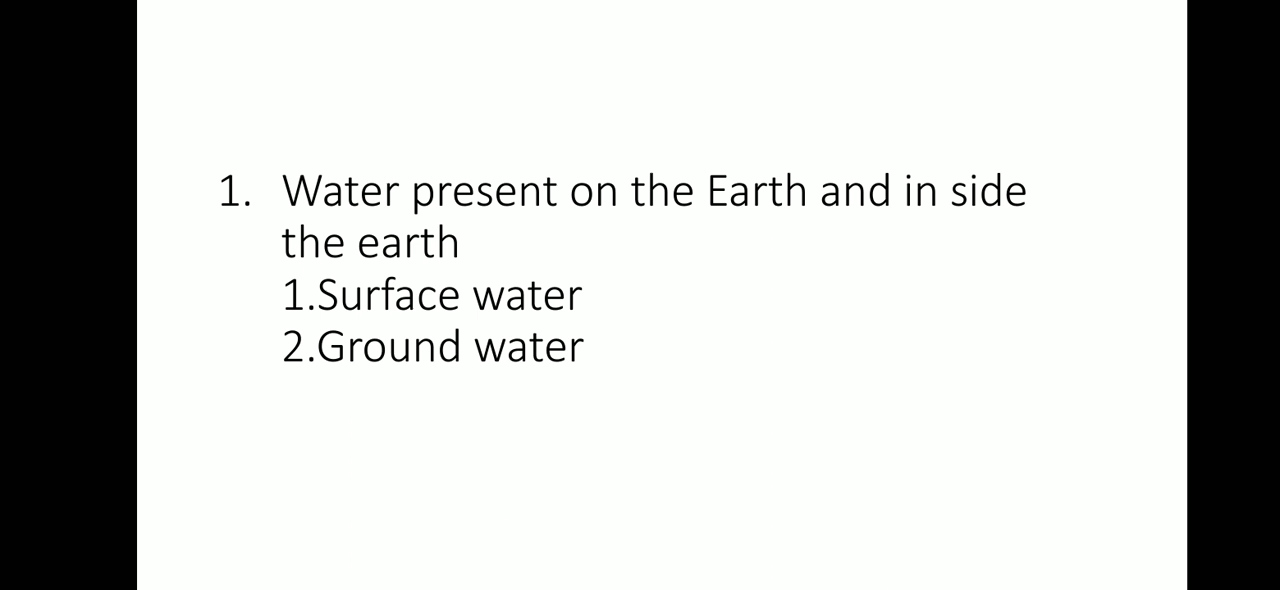 1. Water present on the Earth and in side
the earth
1.Surface water
2.Ground water